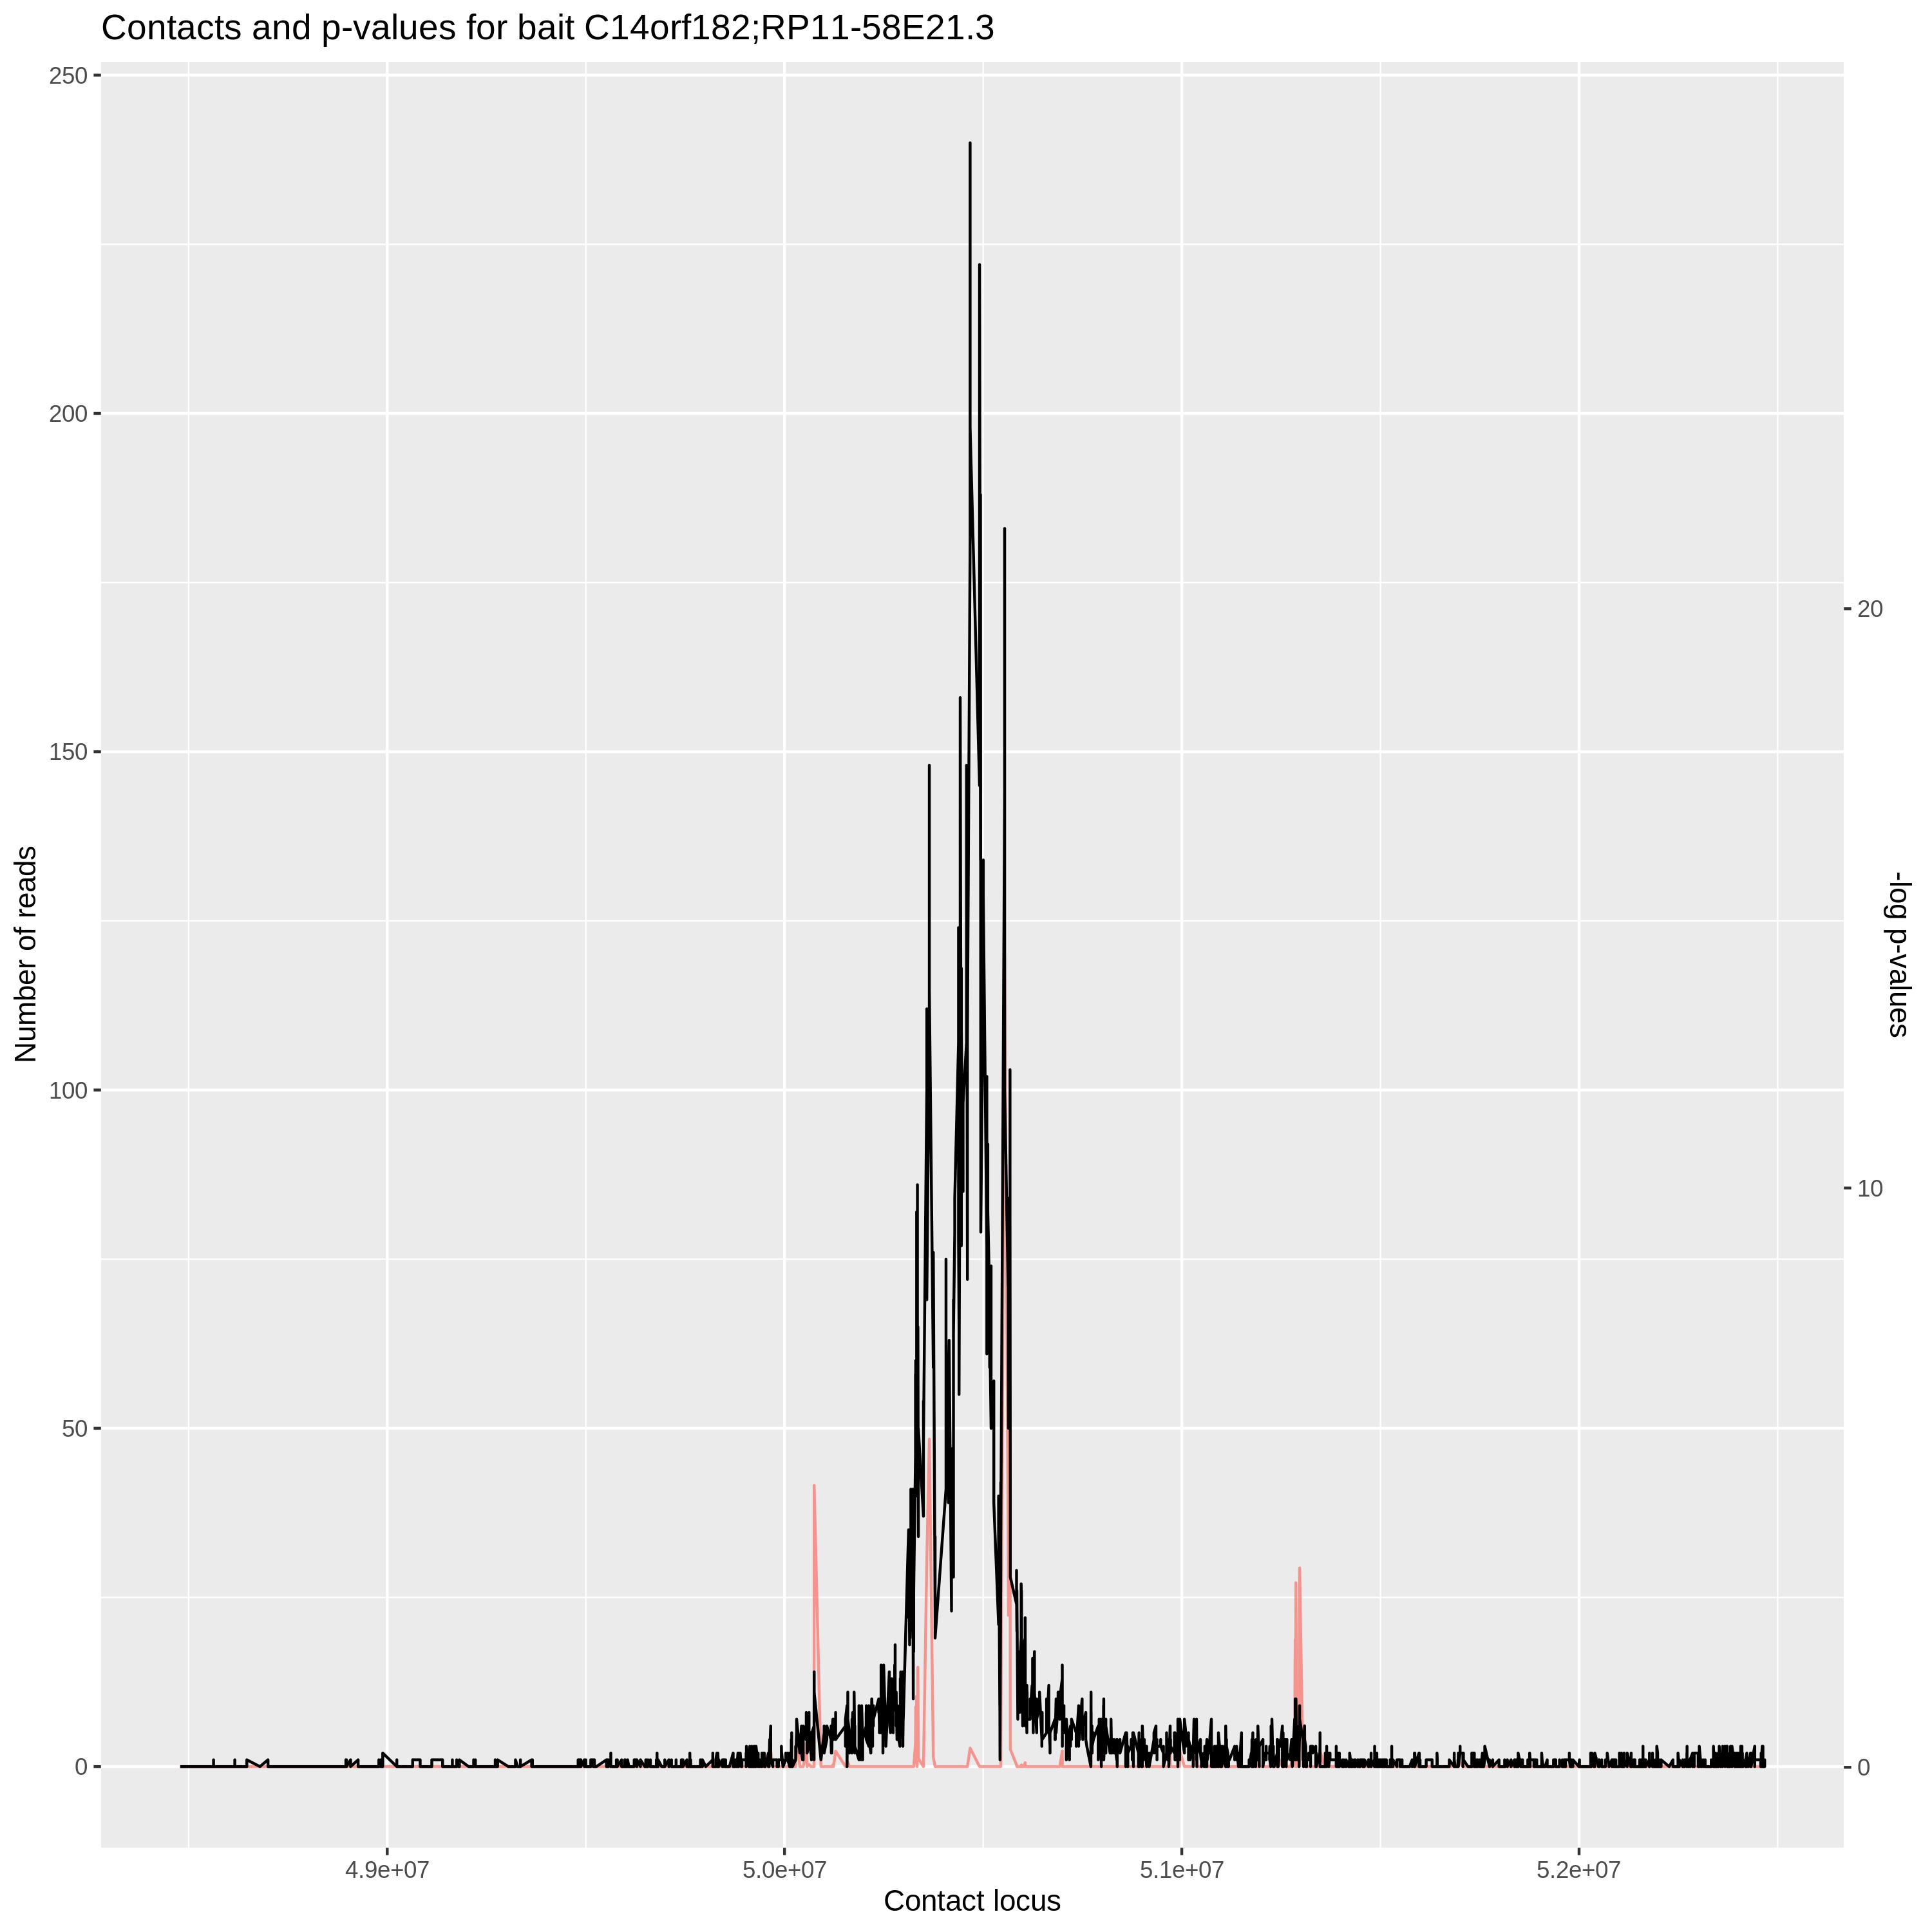 Contacts and p-values for bait C14orf182;RP11-58E21.3
250
200
150
100
50
0
Number of reads
20
10
0
-log p-values
4.9e+07
5.0e+07
5.1e+07
5.2e+07
Contact locus